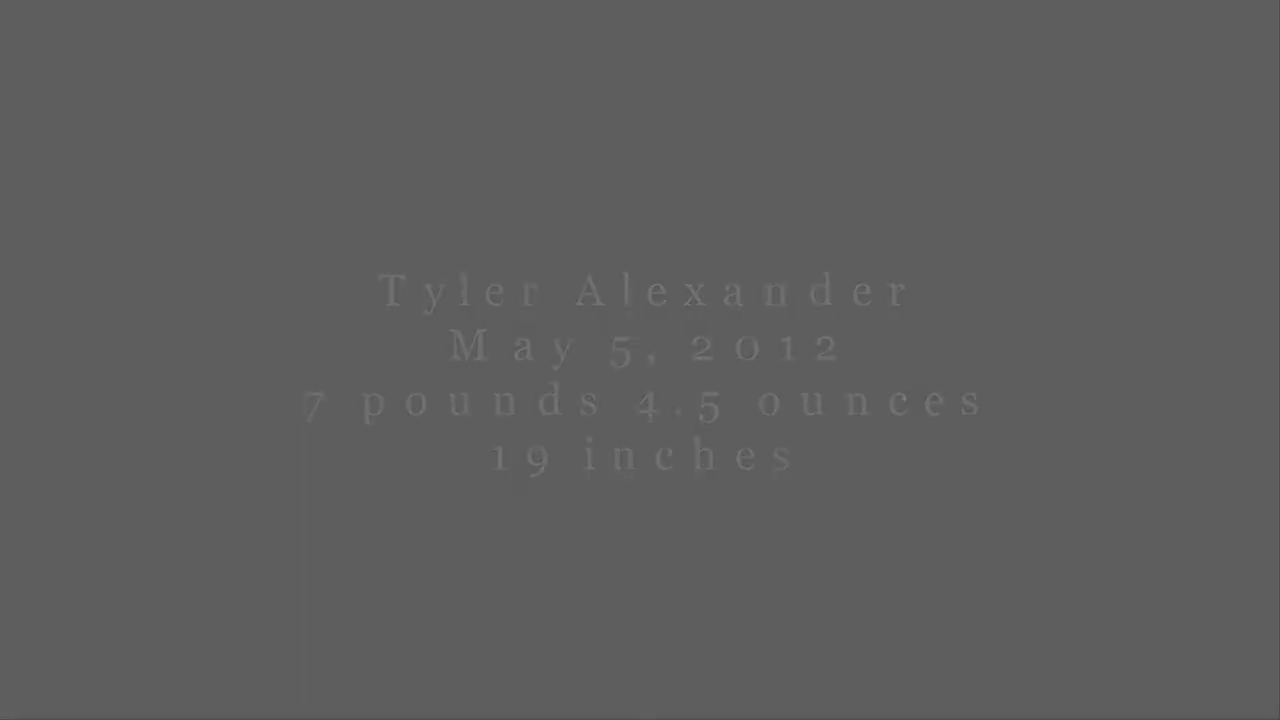 Tyler Alexander
May 5, 2012
7 pounds 4.5 ounces
19 inches